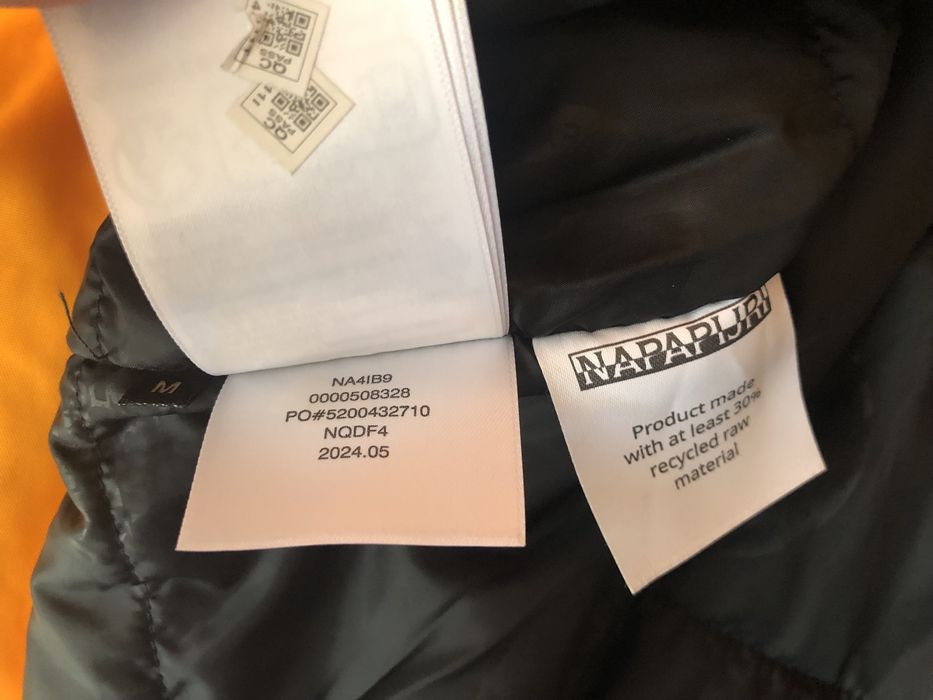 QC
PASS
QC
PASS
M
NA4IB9
0000508328
PO#5200432710
NQDF4
2024.05
NAPAPIJRI
Product made
with at least 30%
recycled raw
material